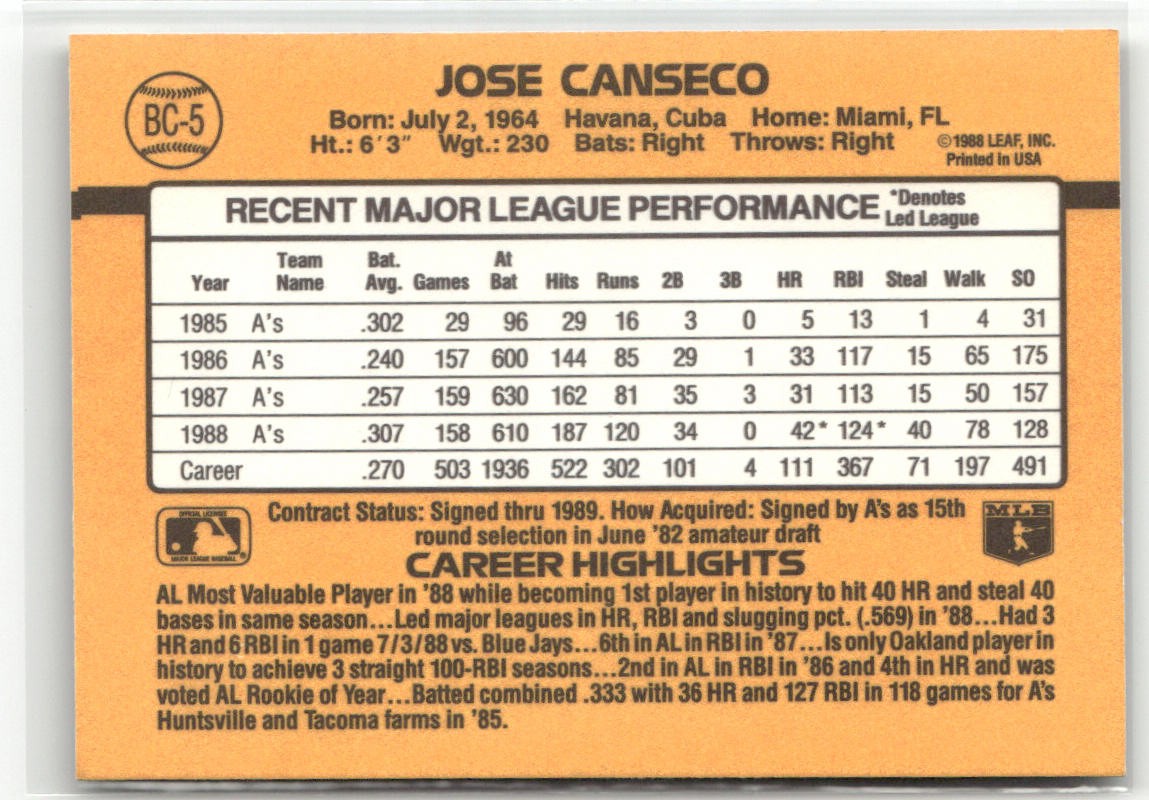 JOSE CANSECO
BC-5
Born: July 2, 1964 Havana, Cuba Home: Miami, FL
Ht.: 6'3" Wgt.: 230 Bats: Right Throws: Right
©1988 LEAF, INC.
Printed in USA
RECENT MAJOR LEAGUE PERFORMANCE *Denotes
Led League
Team Bat. At
Year Name Avg. Games Bat Hits Runs 2B 3B HR RBI Steal Walk SO
1985 A's .302 29 96 29 16 3 0 5 13 1 4 31
1986 A's .240 157 600 144 85 29 1 33 117 15 65 175
1987 A's .257 159 630 162 81 35 3 31 113 15 50 157
1988 A's .307 158 610 187 120 34 0 42* 124* 40 78 128
Career .270 503 1936 522 302 101 4 111 367 71 197 491
OFFICIAL LICENSEE
MAJOR LEAGUE BASEBALL
Contract Status: Signed thru 1989. How Acquired: Signed by A's as 15th
round selection in June '82 amateur draft
MLB
CAREER HIGHLIGHTS
AL Most Valuable Player in '88 while becoming 1st player in history to hit 40 HR and steal 40
bases in same season...Led major leagues in HR, RBI and slugging pct. (.569) in '88...Had 3
HR and 6 RBI in 1 game 7/3/88 vs. Blue Jays...6th in AL in RBI in '87...Is only Oakland player in
history to achieve 3 straight 100-RBI seasons...2nd in AL in RBI in '86 and 4th in HR and was
voted AL Rookie of Year...Batted combined .333 with 36 HR and 127 RBI in 118 games for A's
Huntsville and Tacoma farms in '85.